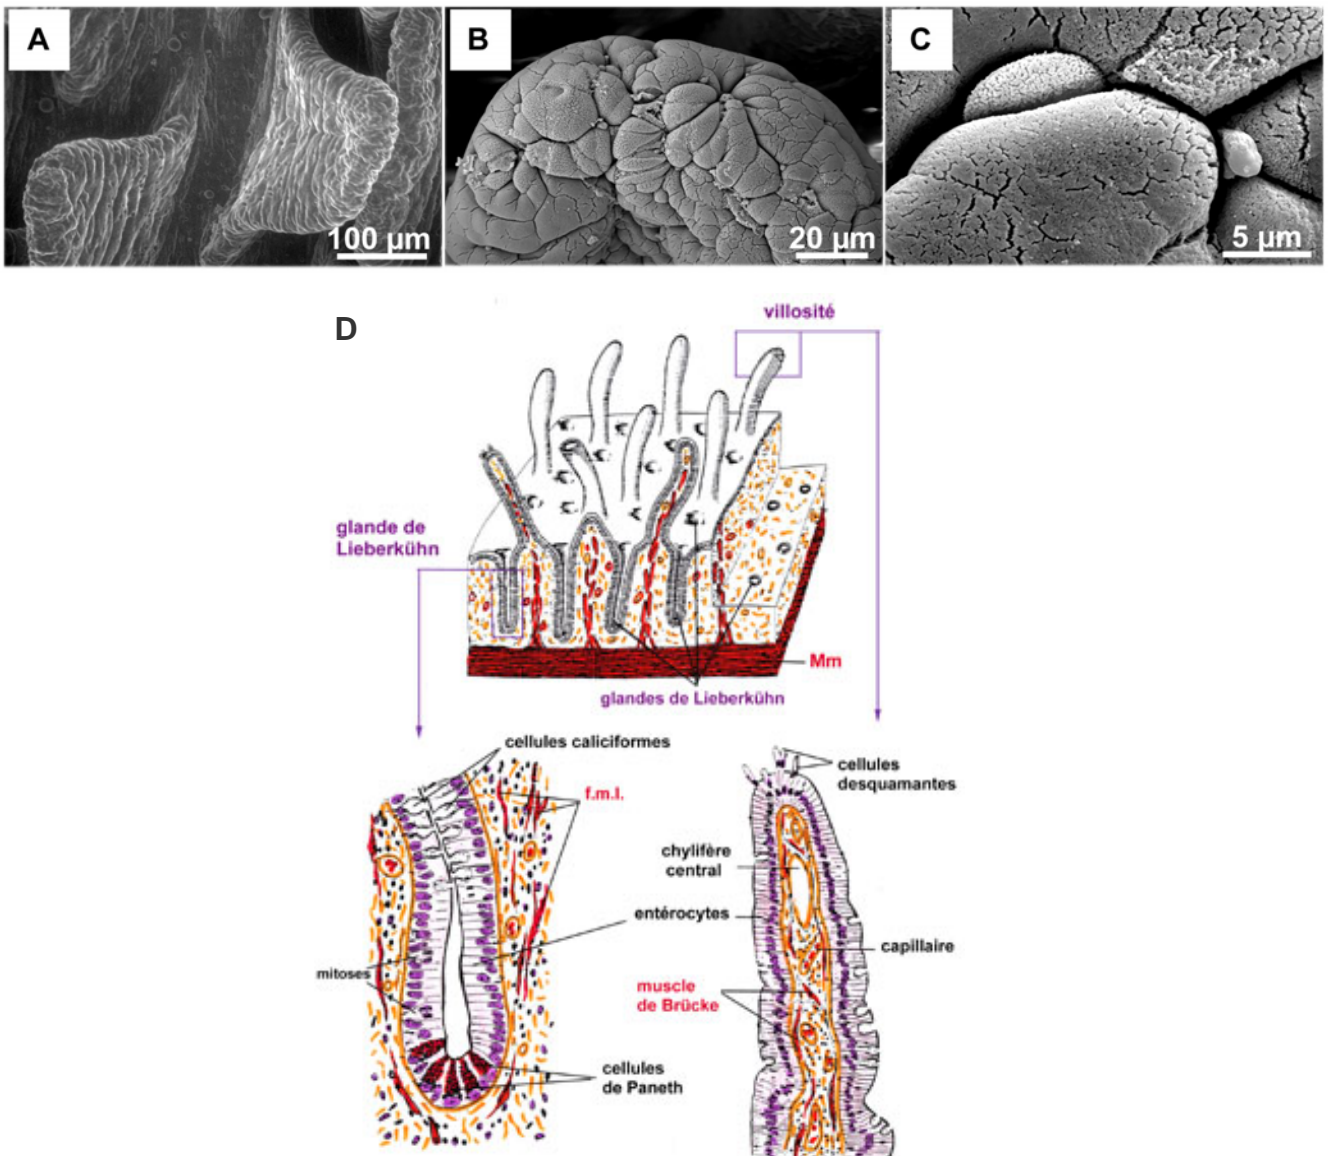 A
B
C
100 µm
20 µm
5 µm
D
villosité
glande de
Lieberkühn
Mm
glandes de Lieberkühn
cellules caliciformes
f.m.l.
cellules
desquamantes
chylifère
central
entérocytes
capillaire
mitoses
muscle
de Brücke
cellules
de Paneth